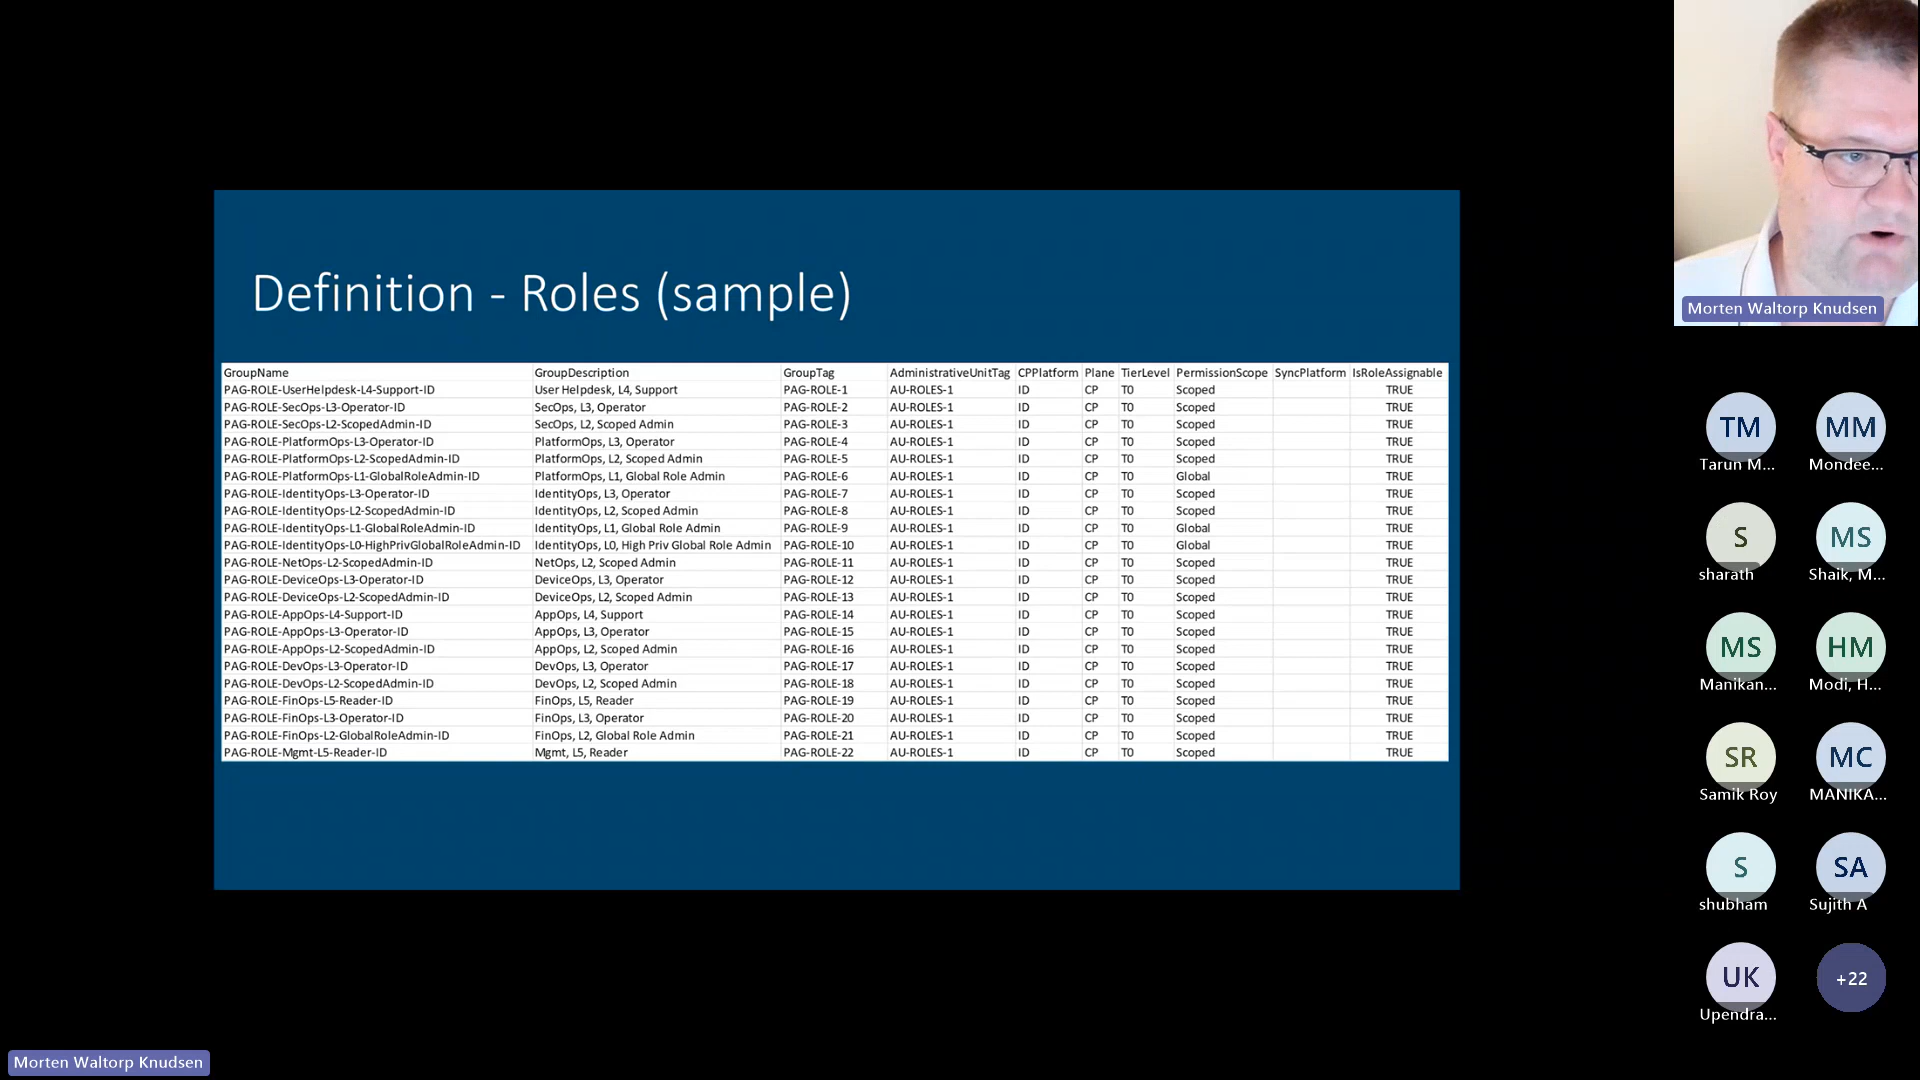 Definition - Roles (sample)
GroupName GroupDescription GroupTag AdministrativeUnitTag CPPlatform Plane TierLevel PermissionScope SyncPlatform IsRoleAssignable
PAG-ROLE-UserHelpdesk-L4-Support-ID User Helpdesk, L4, Support PAG-ROLE-1 AU-ROLES-1 ID CP T0 Scoped TRUE
PAG-ROLE-SecOps-L3-Operator-ID SecOps, L3, Operator PAG-ROLE-2 AU-ROLES-1 ID CP T0 Scoped TRUE
PAG-ROLE-SecOps-L2-ScopedAdmin-ID SecOps, L2, Scoped Admin PAG-ROLE-3 AU-ROLES-1 ID CP T0 Scoped TRUE
PAG-ROLE-PlatformOps-L3-Operator-ID PlatformOps, L3, Operator PAG-ROLE-4 AU-ROLES-1 ID CP T0 Scoped TRUE
PAG-ROLE-PlatformOps-L2-ScopedAdmin-ID PlatformOps, L2, Scoped Admin PAG-ROLE-5 AU-ROLES-1 ID CP T0 Scoped TRUE
PAG-ROLE-PlatformOps-L1-GlobalRoleAdmin-ID PlatformOps, L1, Global Role Admin PAG-ROLE-6 AU-ROLES-1 ID CP T0 Global TRUE
PAG-ROLE-IdentityOps-L3-Operator-ID IdentityOps, L3, Operator PAG-ROLE-7 AU-ROLES-1 ID CP T0 Scoped TRUE
PAG-ROLE-IdentityOps-L2-ScopedAdmin-ID IdentityOps, L2, Scoped Admin PAG-ROLE-8 AU-ROLES-1 ID CP T0 Scoped TRUE
PAG-ROLE-IdentityOps-L1-GlobalRoleAdmin-ID IdentityOps, L1, Global Role Admin PAG-ROLE-9 AU-ROLES-1 ID CP T0 Global TRUE
PAG-ROLE-IdentityOps-L0-HighPrivGlobalRoleAdmin-ID IdentityOps, L0, High Priv Global Role Admin PAG-ROLE-10 AU-ROLES-1 ID CP T0 Global TRUE
PAG-ROLE-NetOps-L2-ScopedAdmin-ID NetOps, L2, Scoped Admin PAG-ROLE-11 AU-ROLES-1 ID CP T0 Scoped TRUE
PAG-ROLE-DeviceOps-L3-Operator-ID DeviceOps, L3, Operator PAG-ROLE-12 AU-ROLES-1 ID CP T0 Scoped TRUE
PAG-ROLE-DeviceOps-L2-ScopedAdmin-ID DeviceOps, L2, Scoped Admin PAG-ROLE-13 AU-ROLES-1 ID CP T0 Scoped TRUE
PAG-ROLE-AppOps-L4-Support-ID AppOps, L4, Support PAG-ROLE-14 AU-ROLES-1 ID CP T0 Scoped TRUE
PAG-ROLE-AppOps-L3-Operator-ID AppOps, L3, Operator PAG-ROLE-15 AU-ROLES-1 ID CP T0 Scoped TRUE
PAG-ROLE-AppOps-L2-ScopedAdmin-ID AppOps, L2, Scoped Admin PAG-ROLE-16 AU-ROLES-1 ID CP T0 Scoped TRUE
PAG-ROLE-DevOps-L3-Operator-ID DevOps, L3, Operator PAG-ROLE-17 AU-ROLES-1 ID CP T0 Scoped TRUE
PAG-ROLE-DevOps-L2-ScopedAdmin-ID DevOps, L2, Scoped Admin PAG-ROLE-18 AU-ROLES-1 ID CP T0 Scoped TRUE
PAG-ROLE-FinOps-L5-Reader-ID FinOps, L5, Reader PAG-ROLE-19 AU-ROLES-1 ID CP T0 Scoped TRUE
PAG-ROLE-FinOps-L3-Operator-ID FinOps, L3, Operator PAG-ROLE-20 AU-ROLES-1 ID CP T0 Scoped TRUE
PAG-ROLE-FinOps-L2-GlobalRoleAdmin-ID FinOps, L2, Global Role Admin PAG-ROLE-21 AU-ROLES-1 ID CP T0 Scoped TRUE
PAG-ROLE-Mgmt-L5-Reader-ID Mgmt, L5, Reader PAG-ROLE-22 AU-ROLES-1 ID CP T0 Scoped TRUE
Morten Waltorp Knudsen
TM MM
Tarun M... Mondee...
S MS
sharath Shaik, M...
MS HM
Manikan... Modi, H...
SR MC
Samik Roy MANIKA...
S SA
shubham Sujith A
UK +22
Upendra...
Morten Waltorp Knudsen